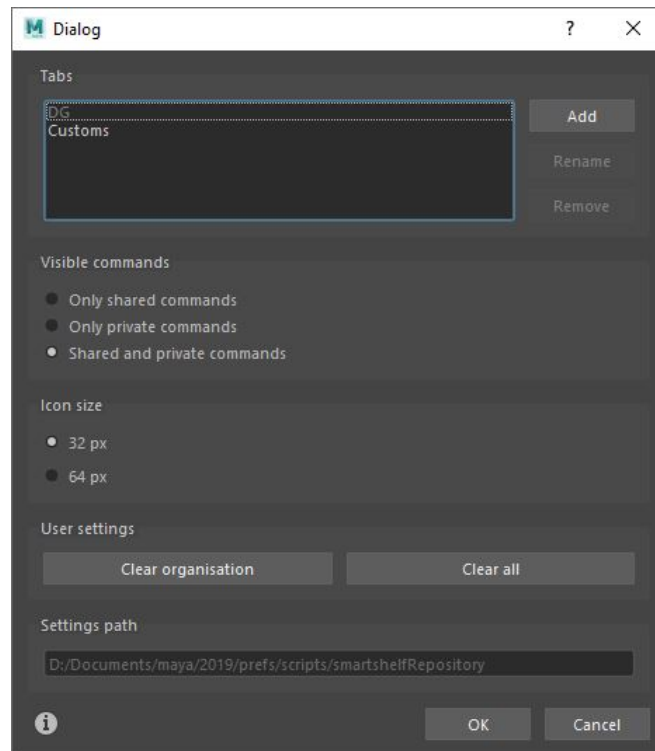 Dialog
Tabs
DG
Customs
Add
Rename
Remove
Visible commands
Only shared commands
Only private commands
Shared and private commands
Icon size
32 px
64 px
User settings
Clear organisation
Clear all
Settings path
D:/Documents/maya/2019/prefs/scripts/smartshelfRepository
OK
Cancel